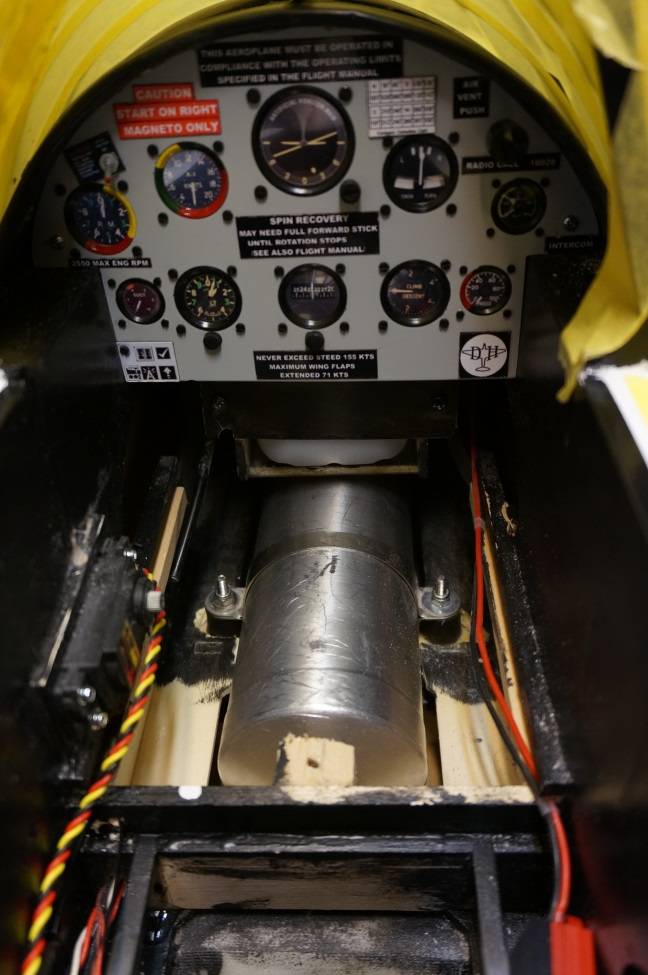 THIS AEROPLANE MUST BE OPERATED IN
COMPLIANCE WITH THE OPERATING LIMITS
SPECIFIED IN THE FLIGHT MANUAL
CAUTION
START ON RIGHT
MAGNETO ONLY
AIR
VENT
PUSH
RADIO CALL
SPIN RECOVERY
MAY NEED FULL FORWARD STICK
UNTIL ROTATION STOPS
(SEE ALSO FLIGHT MANUAL)
INTERCOM
2550 MAX ENG RPM
CLIMB
DESCENT
DH
NEVER EXCEED STEED 155 KTS
MAXIMUM WING FLAPS
EXTENDED 71 KTS